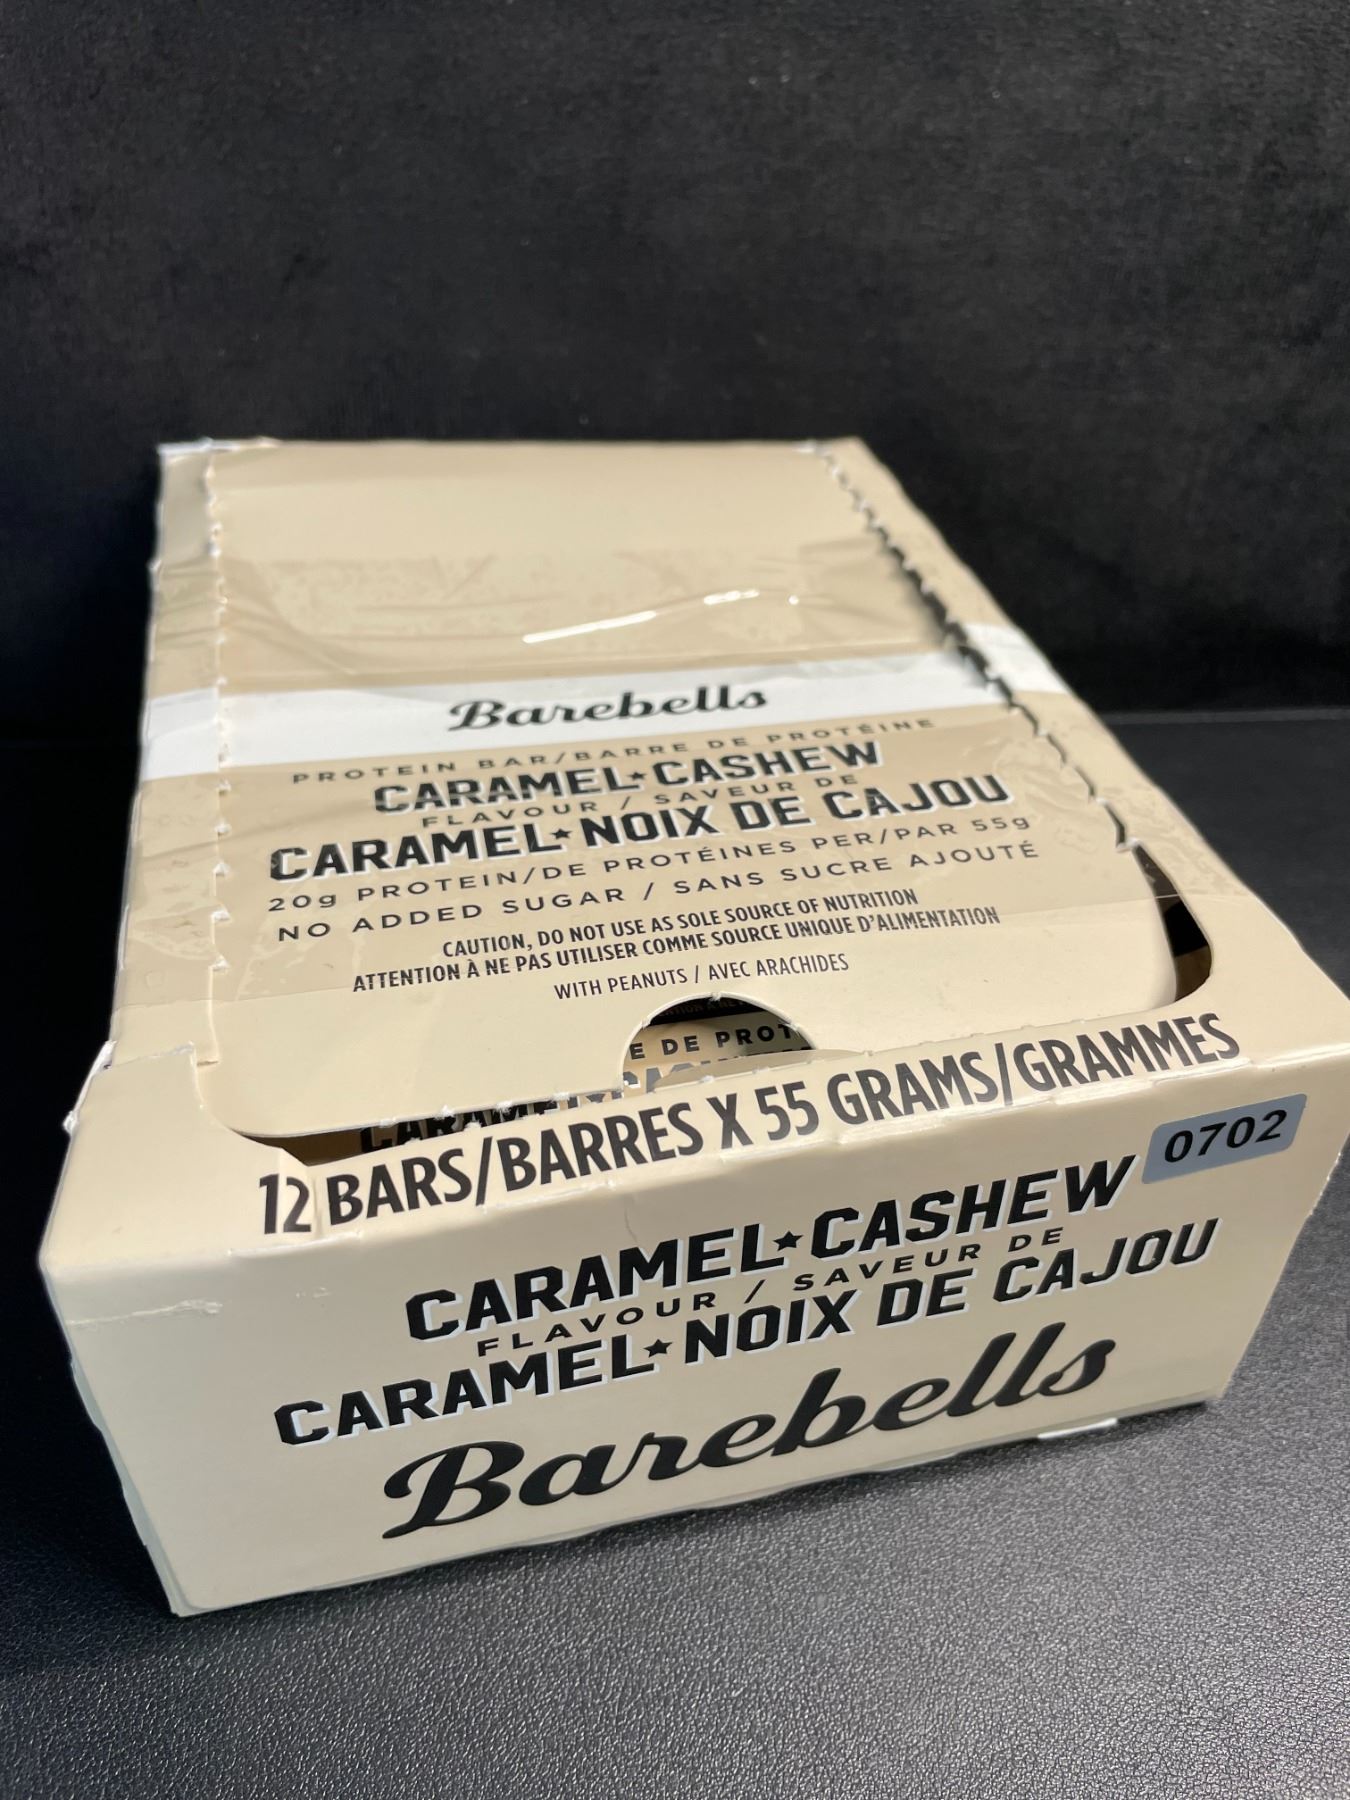 Barebells
PROTEIN BAR/BARRE DE PROTÉINE
CARAMEL★CASHEW
FLAVOUR / SAVEUR DE
CARAMEL★NOIX DE CAJOU
20g PROTEIN/DE PROTÉINES PER/PAR 55g
NO ADDED SUGAR / SANS SUCRE AJOUTÉ
CAUTION, DO NOT USE AS SOLE SOURCE OF NUTRITION
ATTENTION À NE PAS UTILISER COMME SOURCE UNIQUE D'ALIMENTATION
WITH PEANUTS / AVEC ARACHIDES
E DE PROT
CARAMEL
12 BARS/BARRES X 55 GRAMS/GRAMMES
0702
CARAMEL★CASHEW
FLAVOUR / SAVEUR DE
CARAMEL★NOIX DE CAJOU
Barebells